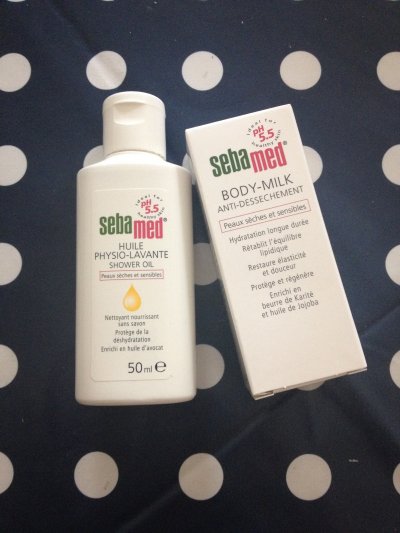 ideal for healthy skin
pH 5.5
sebamed®
HUILE
PHYSIO-LAVANTE
SHOWER OIL
Peaux sèches et sensibles
Nettoyant nourrissant
sans savon
Protège de la
déshydratation
Enrichi en huile d'avocat
50ml e
ideal for healthy skin
pH 5.5
sebamed®
BODY-MILK
ANTI-DESSECHEMENT
Peaux sèches et sensibles
Hydratation longue durée
Rétablit l'équilibre
lipidique
Restaure élasticité
et douceur
Protège et régénère
Enrichi en
beurre de Karité
et huile de Jojoba